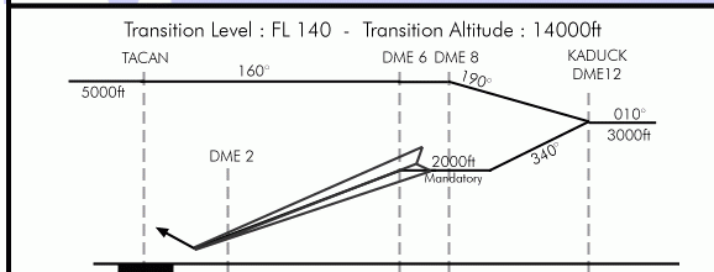 Transition Level : FL 140 - Transition Altitude : 14000ft
TACAN
DME 6
DME 8
KADUCK
DME12
160°
190°
5000ft
010°
3000ft
DME 2
2000ft
Mandatory
340°